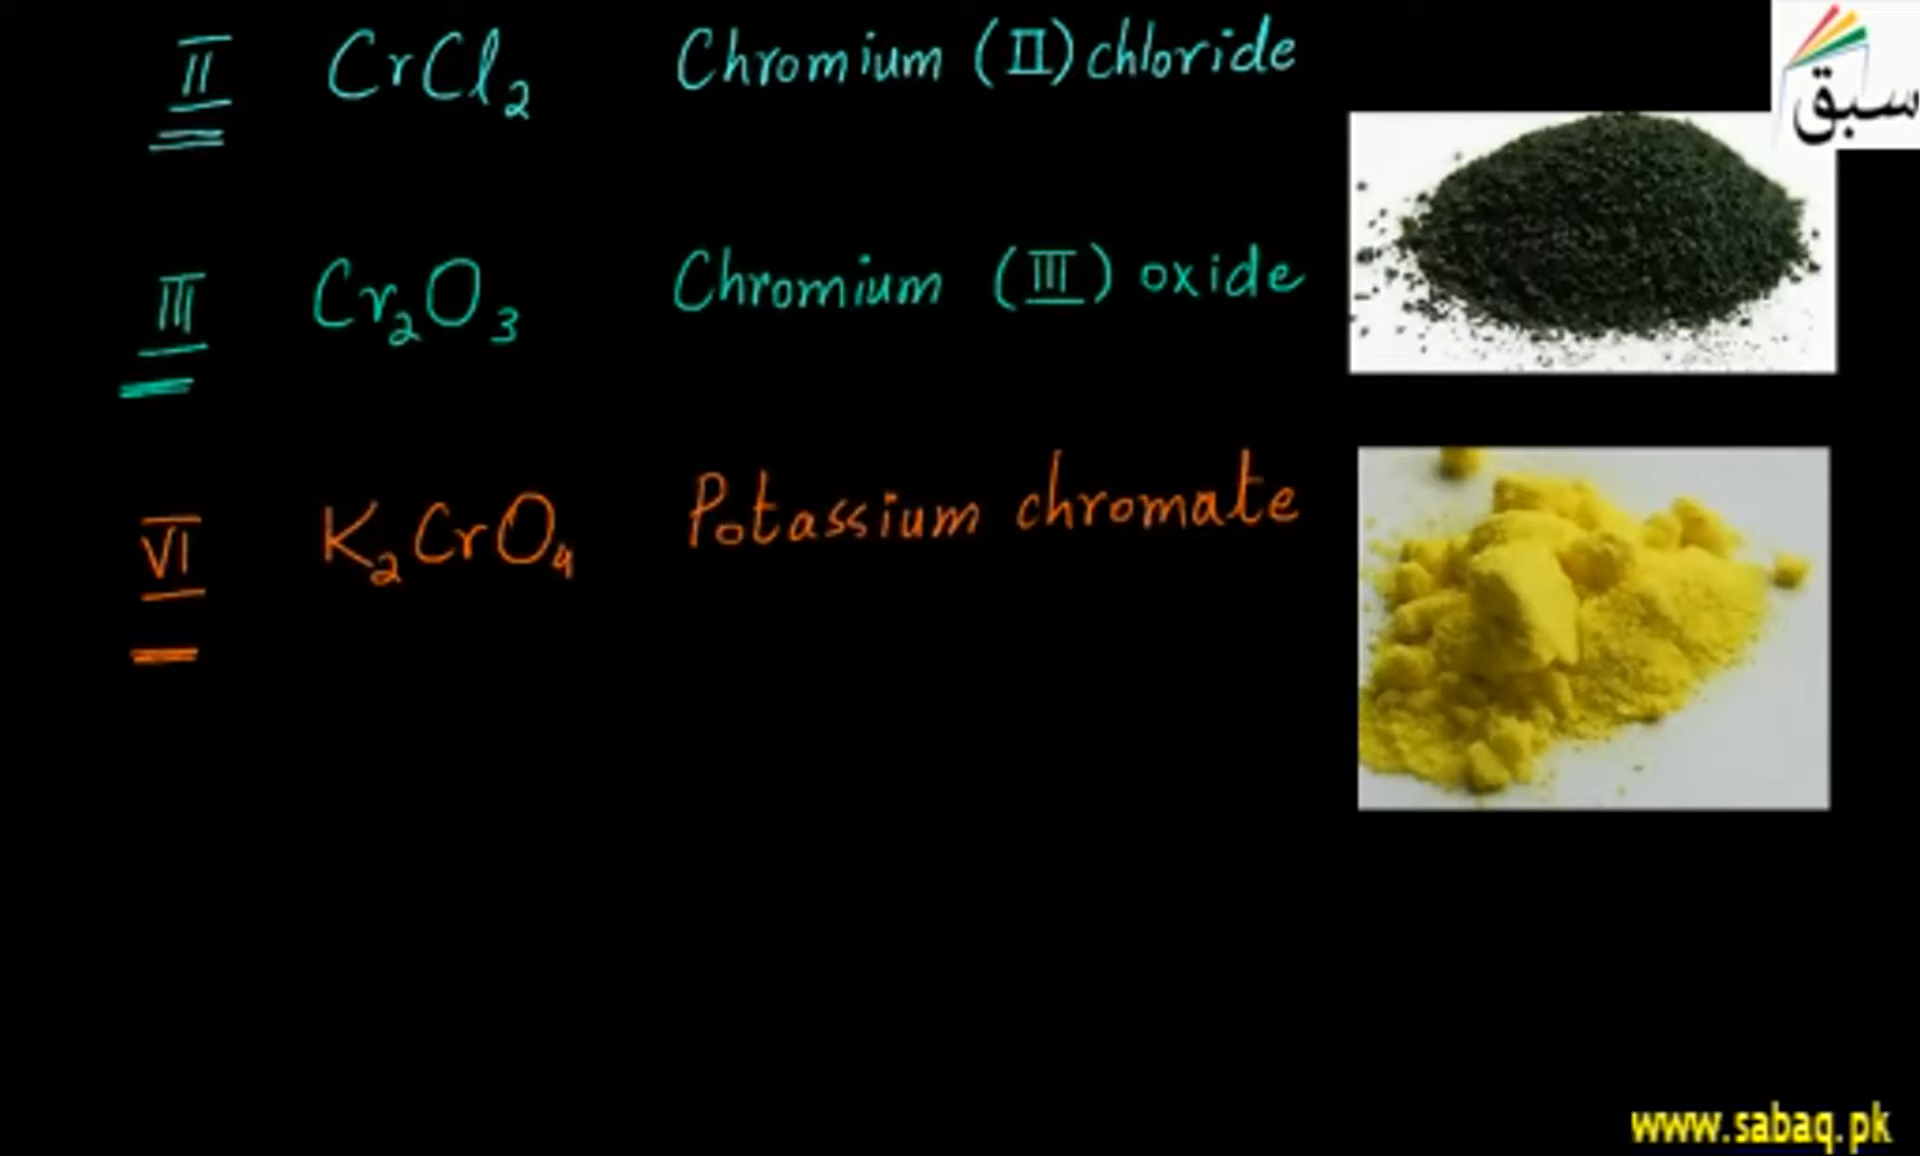 II CrCl₂ Chromium (II) chloride
سبق
III Cr₂O₃ Chromium (III) oxide
VI K₂CrO₄ Potassium chromate
www.sabaq.pk